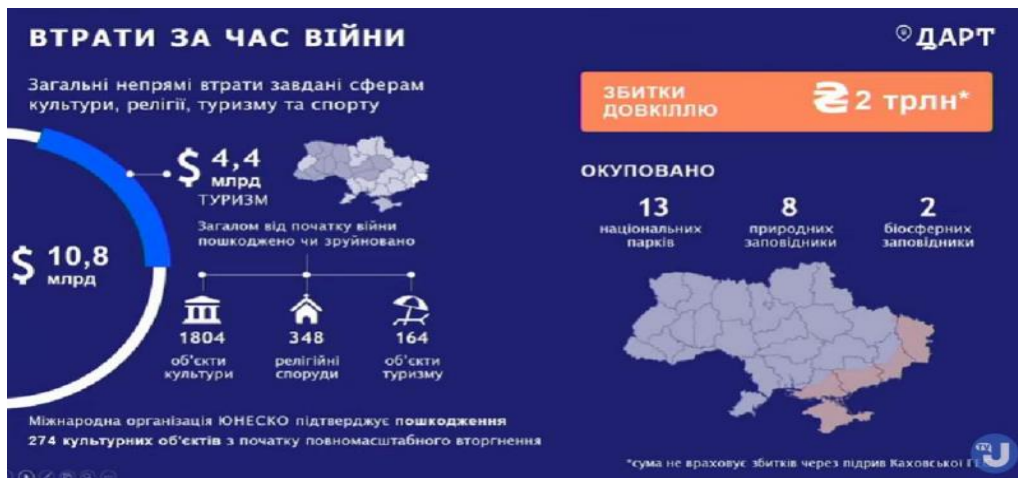 ВТРАТИ ЗА ЧАС ВІЙНИ
ДАРТ
Загальні непрямі втрати завдані сферам
культури, релігії, туризму та спорту
$ 4,4
млрд
ТУРИЗМ
$ 10,8
млрд
Загалом від початку війни
пошкоджено чи зруйновано
1804
об'єкти
культури
348
релігійні
споруди
164
об'єкти
туризму
Міжнародна організація ЮНЕСКО підтверджує пошкодження
274 культурних об'єктів з початку повномасштабного вторгнення
ЗБИТКИ
ДОВКІЛЛЮ
₴ 2 трлн*
ОКУПОВАНО
13
національних
парків
8
природних
заповідники
2
біосферних
заповідники
*сума не враховує збитків через підрив Каховської
TV
U